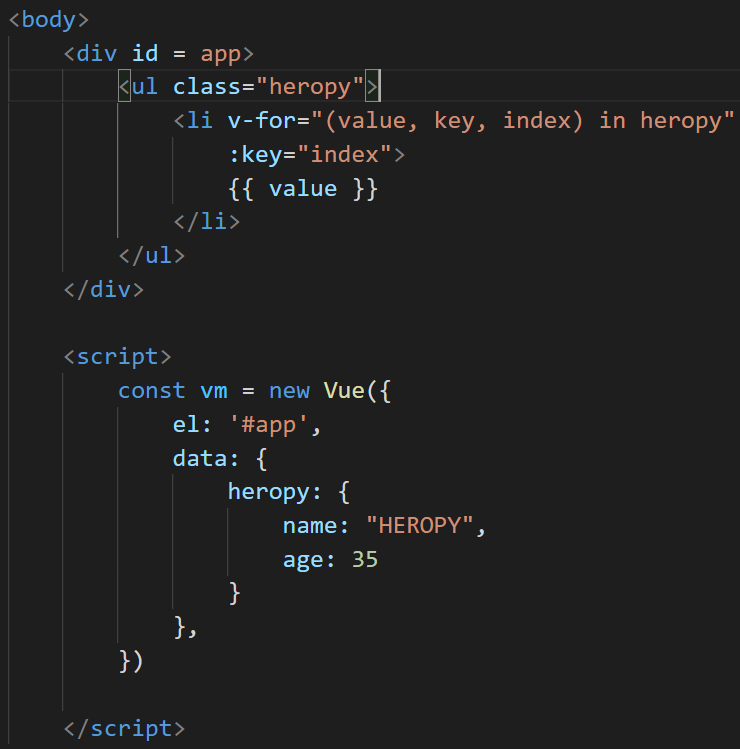 <body>
    <div id = app>
        <ul class="heropy">
            <li v-for="(value, key, index) in heropy"
                :key="index">
                {{ value }}
            </li>
        </ul>
    </div>

    <script>
        const vm = new Vue({
            el: '#app',
            data: {
                heropy: {
                    name: "HEROPY",
                    age: 35
                }
            },
        })

    </script>